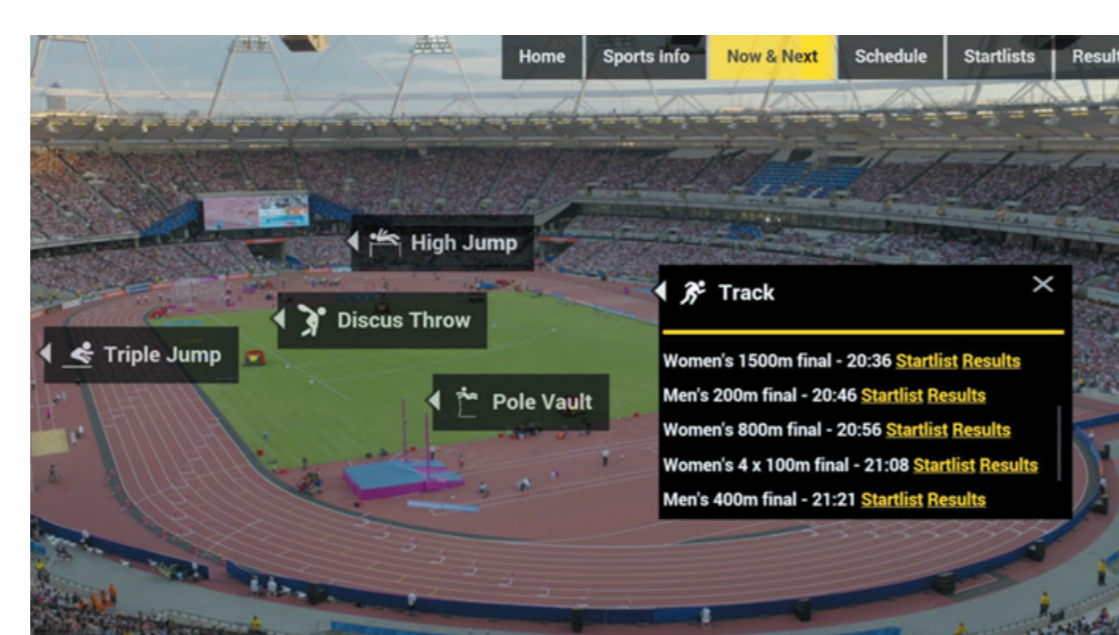 Home Sports info Now & Next Schedule Startlists Result
High Jump
Track
Discus Throw
Triple Jump
Women's 1500m final - 20:36 Startlist Results
Men's 200m final - 20:46 Startlist Results
Pole Vault
Women's 800m final - 20:56 Startlist Results
Women's 4 x 100m final - 21:08 Startlist Results
Men's 400m final - 21:21 Startlist Results